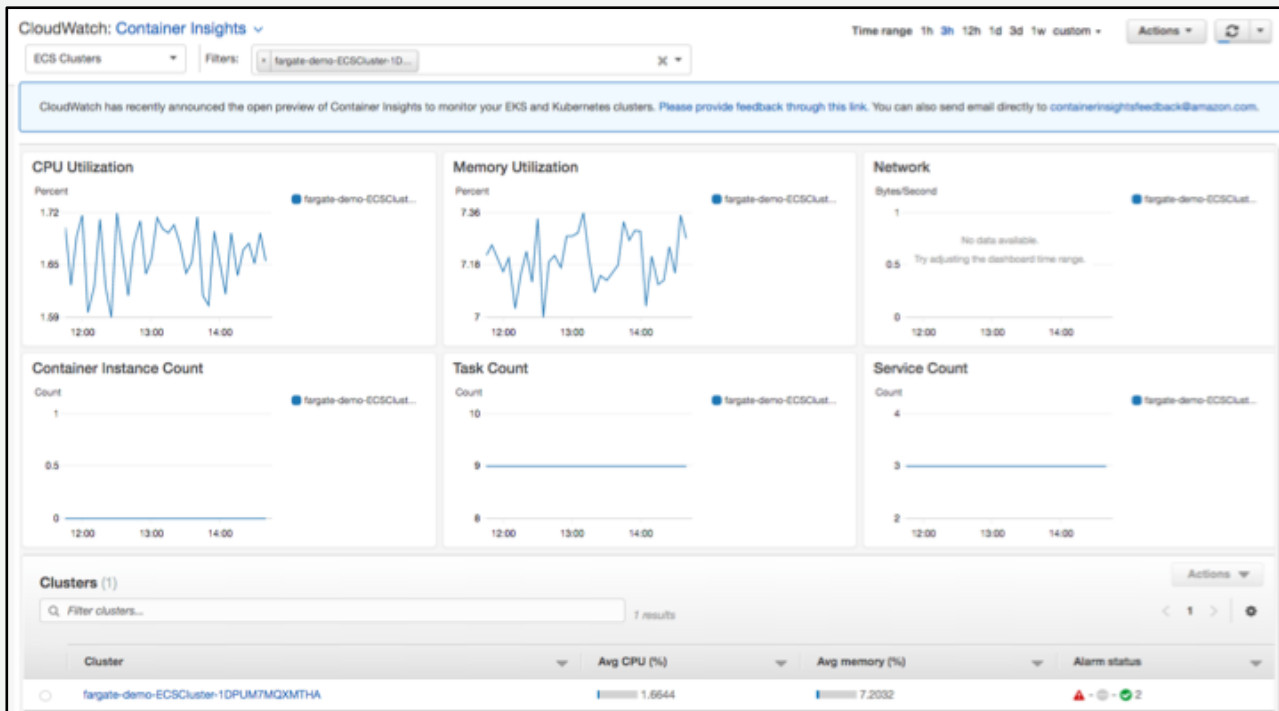 CloudWatch: Container Insights
Time range 1h 3h 12h 1d 3d 1w custom
Actions
ECS Clusters
Filters:
× fargate-demo-ECSCluster-1D...
CloudWatch has recently announced the open preview of Container Insights to monitor your EKS and Kubernetes clusters. Please provide feedback through this link. You can also send email directly to containerinsightsfeedback@amazon.com.
CPU Utilization
Percent
fargate-demo-ECSClust...
1.72
1.65
1.59
12:00 13:00 14:00
Memory Utilization
Percent
fargate-demo-ECSClust...
7.36
7.18
7
12:00 13:00 14:00
Network
Bytes/Second
fargate-demo-ECSClust...
1
No data available.
Try adjusting the dashboard time range.
0.5
0
12:00 13:00 14:00
Container Instance Count
Count
fargate-demo-ECSClust...
1
0.5
0
12:00 13:00 14:00
Task Count
Count
fargate-demo-ECSClust...
10
9
8
12:00 13:00 14:00
Service Count
Count
fargate-demo-ECSClust...
4
3
2
12:00 13:00 14:00
Clusters (1)
Actions
Filter clusters...
1 results
< 1 >
Cluster Avg CPU (%) Avg memory (%) Alarm status
fargate-demo-ECSCluster-1DPUM7MQXMTHA 1.6644 7.2032 - - 2